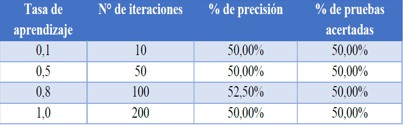 Tasa de aprendizaje N° de iteraciones % de precisión % de pruebas acertadas
0,1 10 50,00% 50,00%
0,5 50 50,00% 50,00%
0,8 100 52,50% 50,00%
1,0 200 50,00% 50,00%